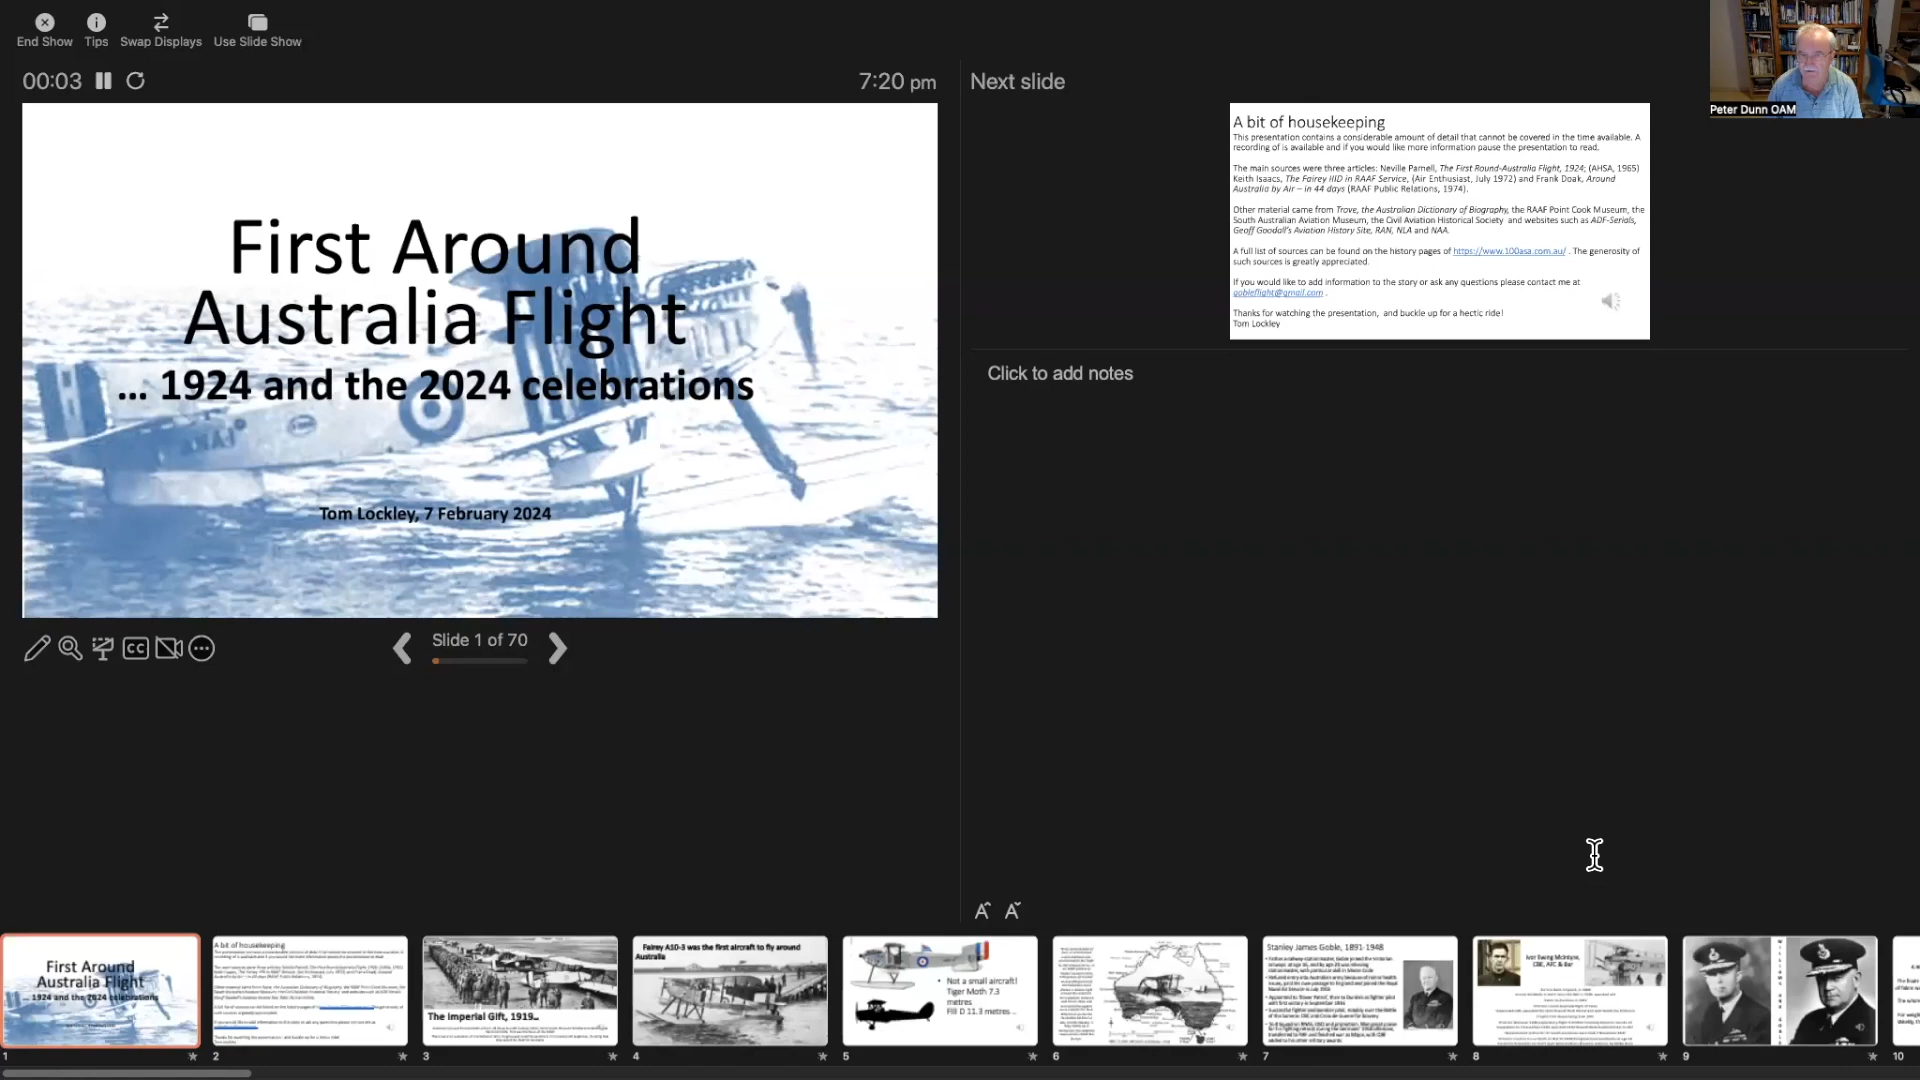 End Show
Tips
Swap Displays
Use Slide Show
00:03
7:20 pm
Next slide
Peter Dunn OAM
First Around
Australia Flight
... 1924 and the 2024 celebrations
Tom Lockley, 7 February 2024
A bit of housekeeping
This presentation contains a considerable amount of detail that cannot be covered in the time available. A
recording of is available and if you would like more information pause the presentation to read.
The main sources were three articles: Neville Parnell, The First Round-Australia Flight, 1924; (AHSA, 1965)
Keith Isaacs, The Fairey IIID in RAAF Service, (Air Enthusiast, July 1972) and Frank Doak, Around
Australia by Air – in 44 days (RAAF Public Relations, 1974).
Other material came from Trove, the Australian Dictionary of Biography, the RAAF Point Cook Museum, the
South Australian Aviation Museum, the Civil Aviation Historical Society and websites such as ADF-Serials,
Geoff Goodall's Aviation History Site, RAN, NLA and NAA.
A full list of sources can be found on the history pages of https://www.100asa.com.au/ . The generosity of
such sources is greatly appreciated.
If you would like to add information to the story or ask any questions please contact me at
gobleflight@gmail.com .
Thanks for watching the presentation, and buckle up for a hectic ride!
Tom Lockley
Click to add notes
CC
Slide 1 of 70
First Around
Australia Flight
... 1924 and the 2024 celebrations
A bit of housekeeping
The Imperial Gift, 1919..
Fairey A10-3 was the first aircraft to fly around
Australia
• Not a small aircraft!
Tiger Moth 7.3
metres
FIII D 11.3 metres ...
Stanley James Goble, 1891-1948
Ivor Ewing McIntyre,
CBE, AFC & Bar
1
2
3
4
5
6
7
8
9
10